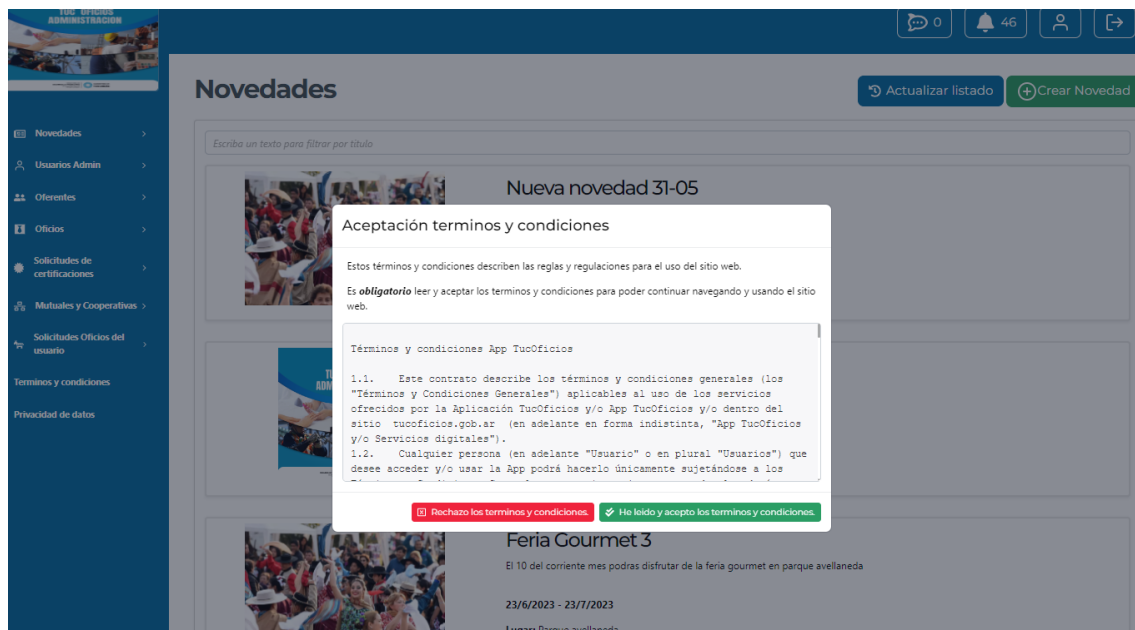 TUC OFICIOS
ADMINISTRACION
0
46
Novedades
Actualizar listado
Crear Novedad
Novedades
Usuarios Admin
Oferentes
Oficios
Solicitudes de
certificaciones
Mutuales y Cooperativas
Solicitudes Oficios del
usuario
Terminos y condiciones
Privacidad de datos
Escriba un texto para filtrar por titulo
Nueva novedad 31-05
Aceptación terminos y condiciones
Estos términos y condiciones describen las reglas y regulaciones para el uso del sitio web.
Es obligatorio leer y aceptar los terminos y condiciones para poder continuar navegando y usando el sitio
web.
Términos y condiciones App TucOficios
1.1. Este contrato describe los términos y condiciones generales (los
"Términos y Condiciones Generales") aplicables al uso de los servicios
ofrecidos por la Aplicación TucOficios y/o App TucOficios y/o dentro del
sitio tucoficios.gob.ar (en adelante en forma indistinta, "App TucOficios
y/o Servicios digitales").
1.2. Cualquier persona (en adelante "Usuario" o en plural "Usuarios") que
desee acceder y/o usar la App podrá hacerlo únicamente sujetándose a los
Rechazo los terminos y condiciones.
He leido y acepto los terminos y condiciones.
Feria Gourmet 3
El 10 del corriente mes podras disfrutar de la feria gourmet en parque avellaneda
23/6/2023 - 23/7/2023
Lugar: Parque avellaneda